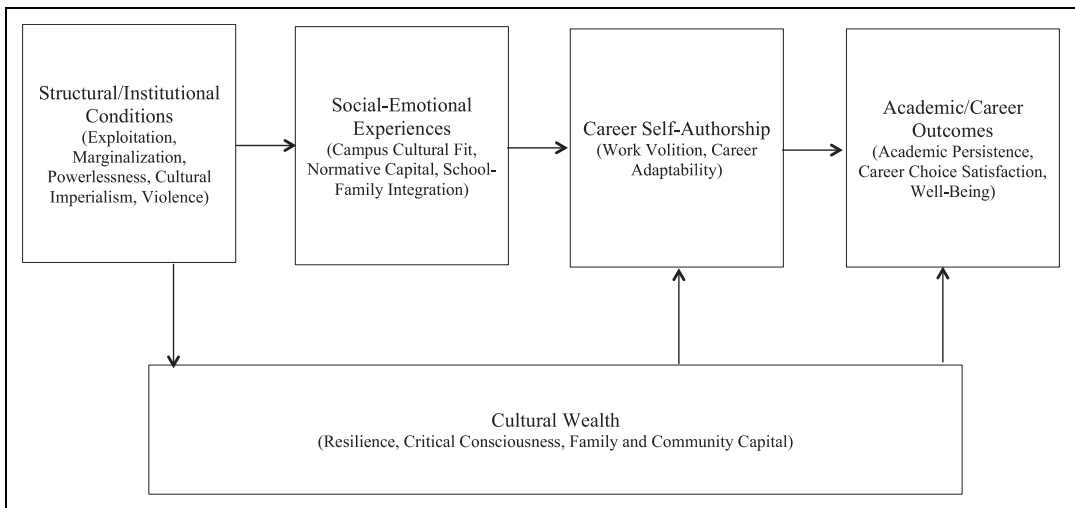 Structural/Institutional
Conditions
(Exploitation,
Marginalization,
Powerlessness, Cultural
Imperialism, Violence)
Social-Emotional
Experiences
(Campus Cultural Fit,
Normative Capital, School-
Family Integration)
Career Self-Authorship
(Work Volition, Career
Adaptability)
Academic/Career
Outcomes
(Academic Persistence,
Career Choice Satisfaction,
Well-Being)
Cultural Wealth
(Resilience, Critical Consciousness, Family and Community Capital)